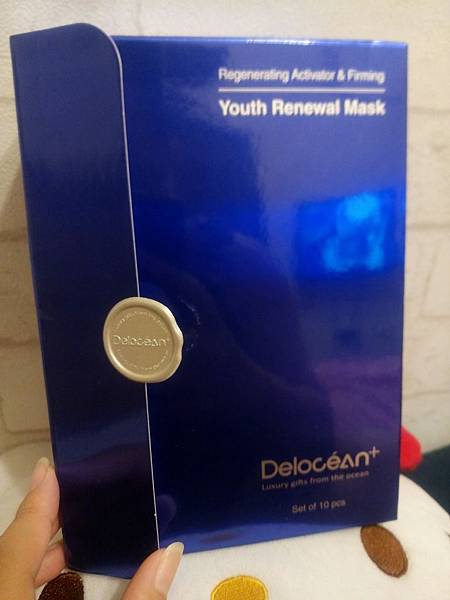 Regenerating Activator & Firming
Youth Renewal Mask
Delocéan+
Delocéan+
Luxury gifts from the ocean
Set of 10 pcs